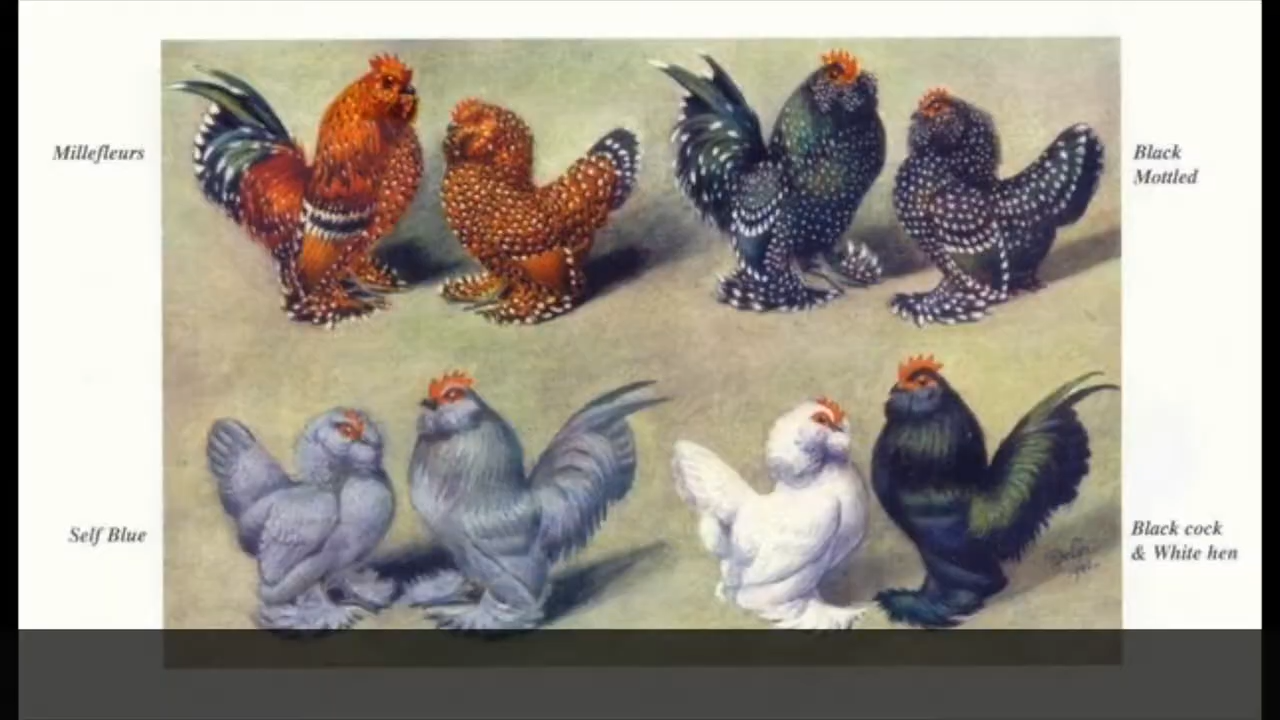 Millefleurs
Black
Mottled
Self Blue
Black cock
& White hen